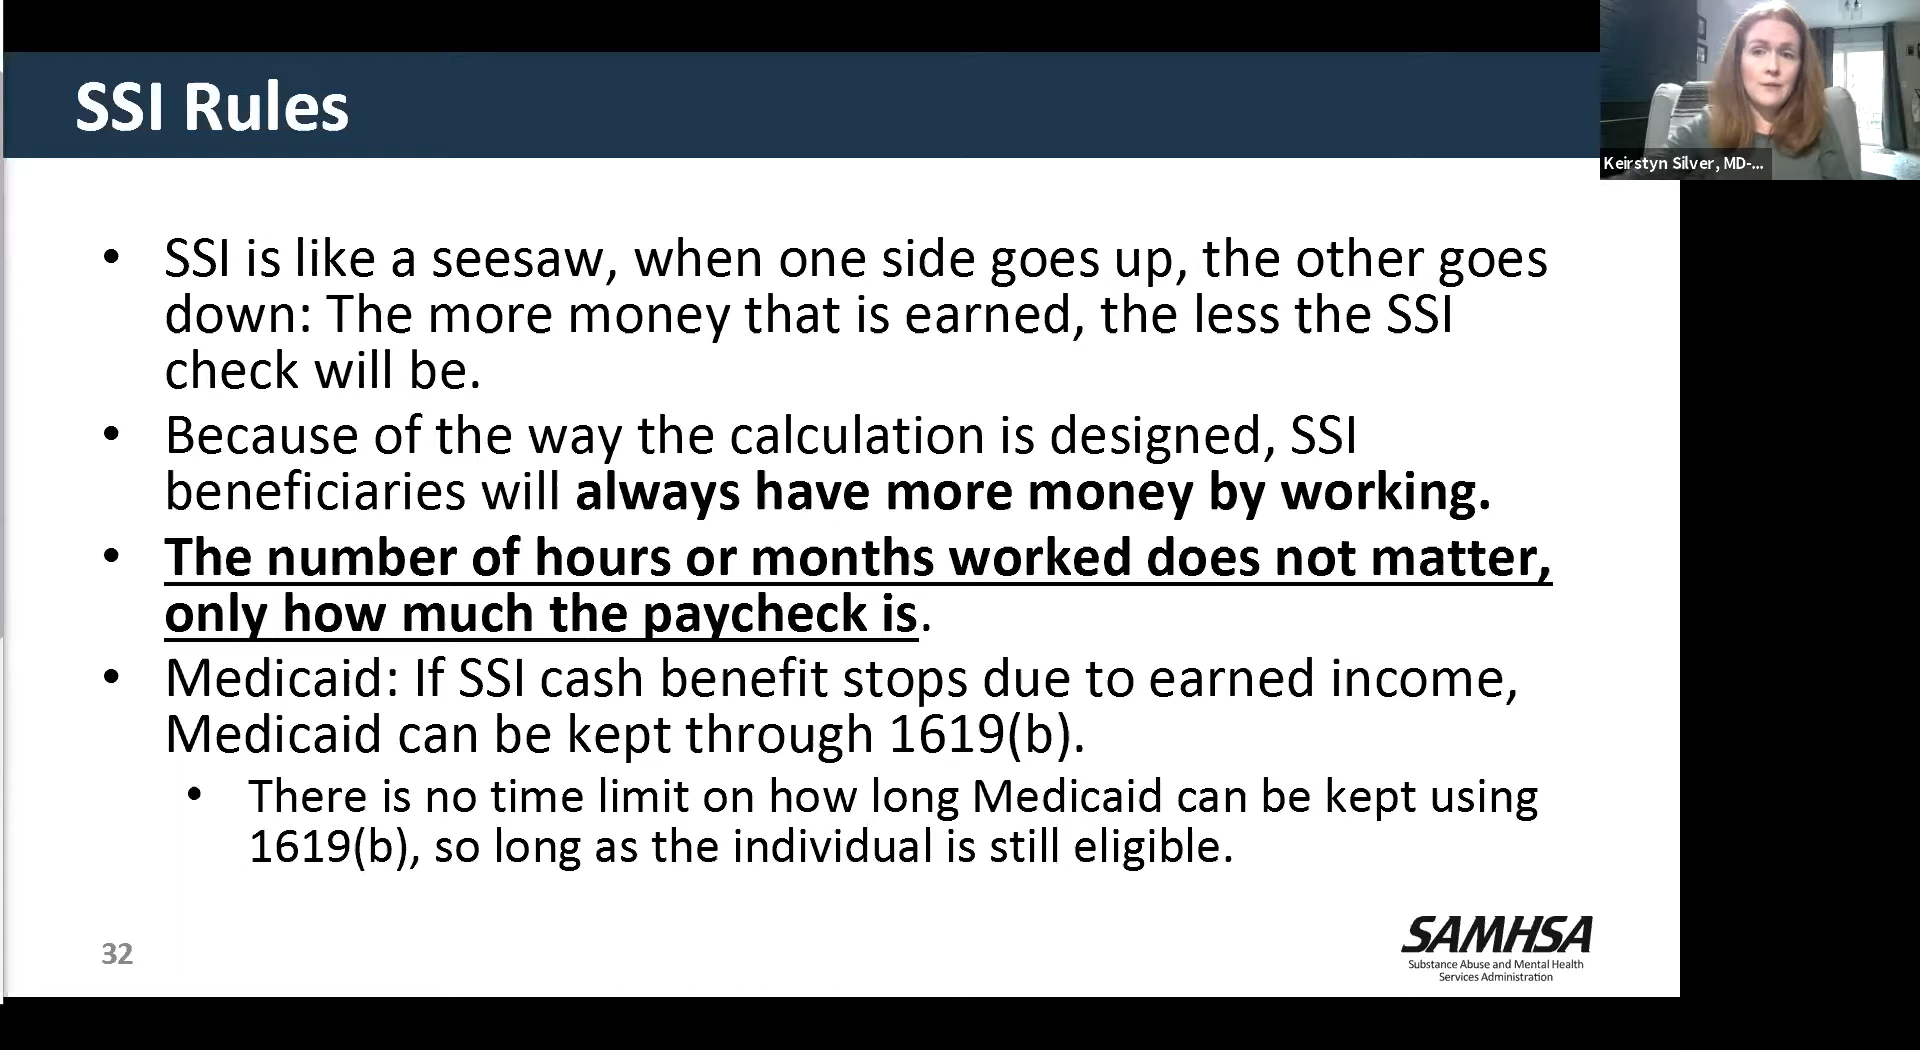 SSI Rules
Keirstyn Silver, MD-...
• SSI is like a seesaw, when one side goes up, the other goes
down: The more money that is earned, the less the SSI
check will be.
• Because of the way the calculation is designed, SSI
beneficiaries will always have more money by working.
• The number of hours or months worked does not matter,
only how much the paycheck is.
• Medicaid: If SSI cash benefit stops due to earned income,
Medicaid can be kept through 1619(b).
• There is no time limit on how long Medicaid can be kept using
1619(b), so long as the individual is still eligible.
32
SAMHSA
Substance Abuse and Mental Health
Services Administration